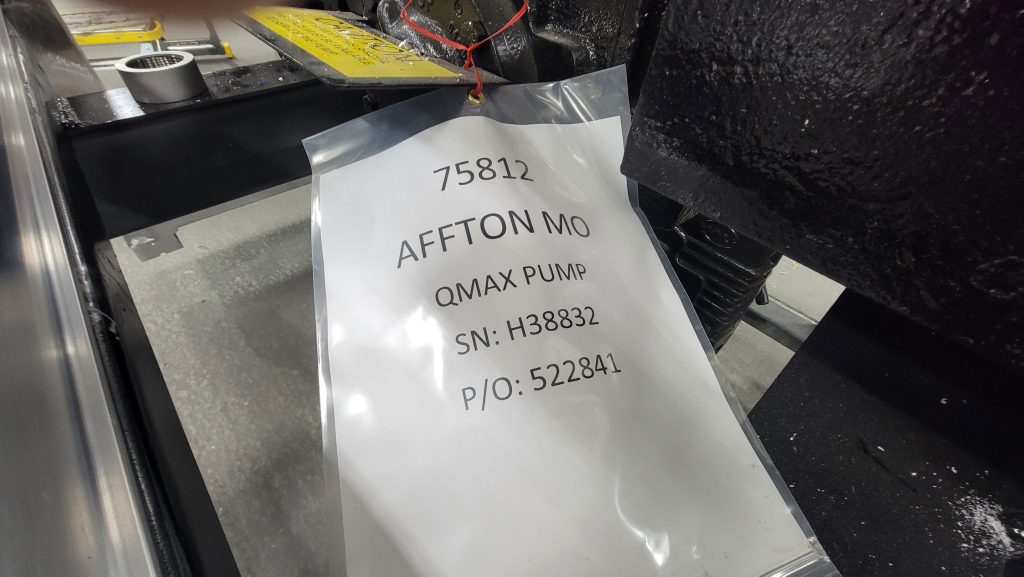 75812
AFFTON MO
QMAX PUMP
SN: H38832
P/O: 522841